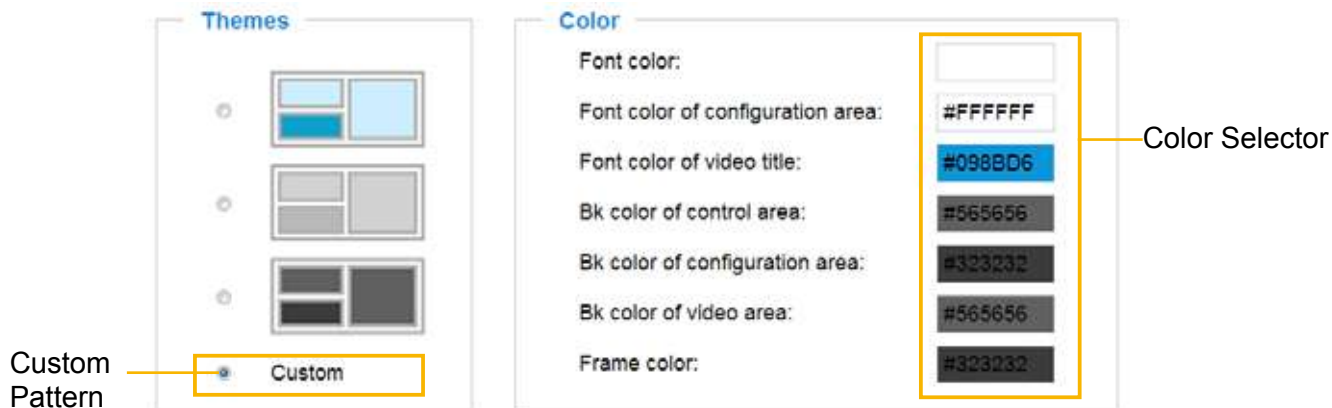 Themes
Color
Font color:
Font color of configuration area: #FFFFFF
Font color of video title: #098BD6
Bk color of control area: #565656
Bk color of configuration area: #323232
Bk color of video area: #565656
Frame color: #323232
Color Selector
Custom
Pattern
Custom